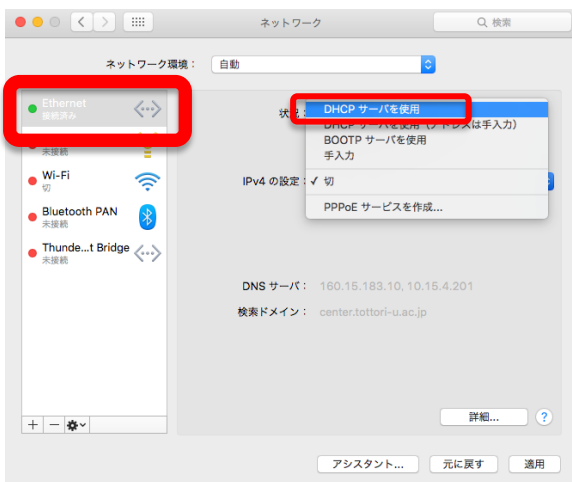 ネットワーク
検索
ネットワーク環境： 自動
Ethernet
接続済み
未接続
Wi-Fi
切
Bluetooth PAN
未接続
Thunde...t Bridge
未接続
状況：
DHCP サーバを使用
DHCP サーバを使用（アドレスは手入力）
BOOTP サーバを使用
手入力
IPv4 の設定： ✓ 切
PPPoE サービスを作成...
DNS サーバ： 160.15.183.10, 10.15.4.201
検索ドメイン： center.tottori-u.ac.jp
詳細... ?
アシスタント... 元に戻す 適用